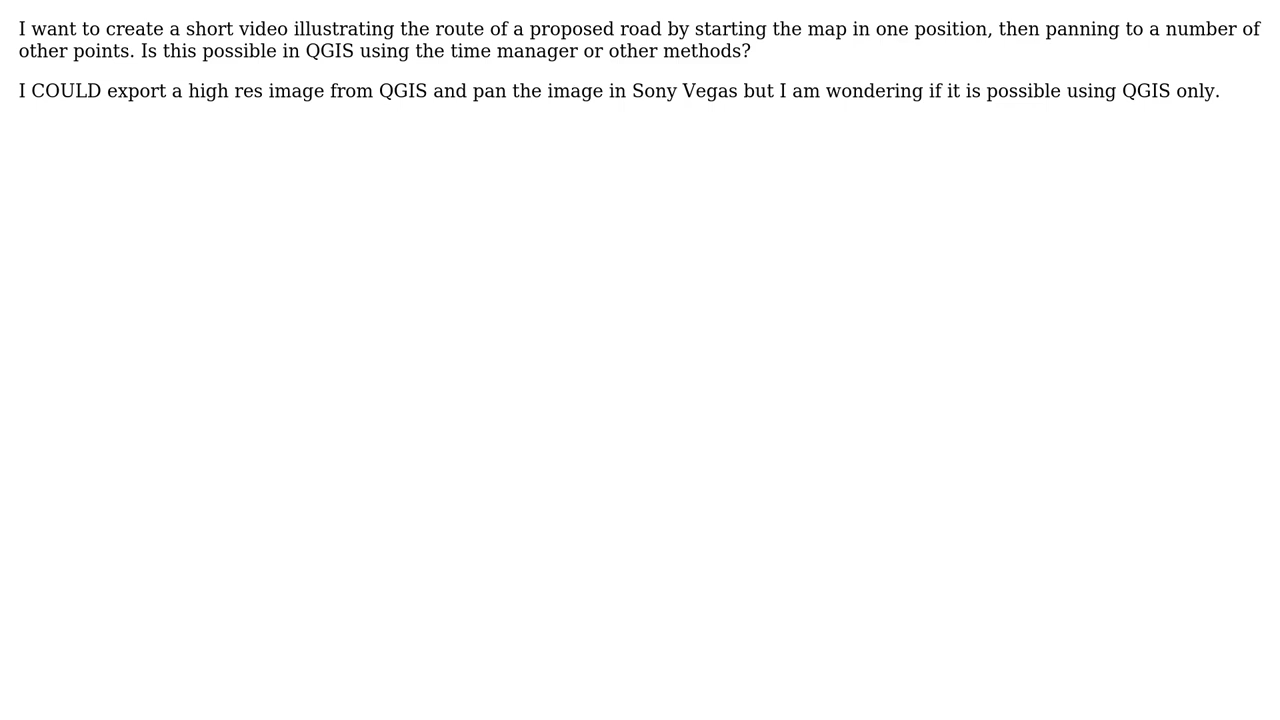 I want to create a short video illustrating the route of a proposed road by starting the map in one position, then panning to a number of
other points. Is this possible in QGIS using the time manager or other methods?
I COULD export a high res image from QGIS and pan the image in Sony Vegas but I am wondering if it is possible using QGIS only.